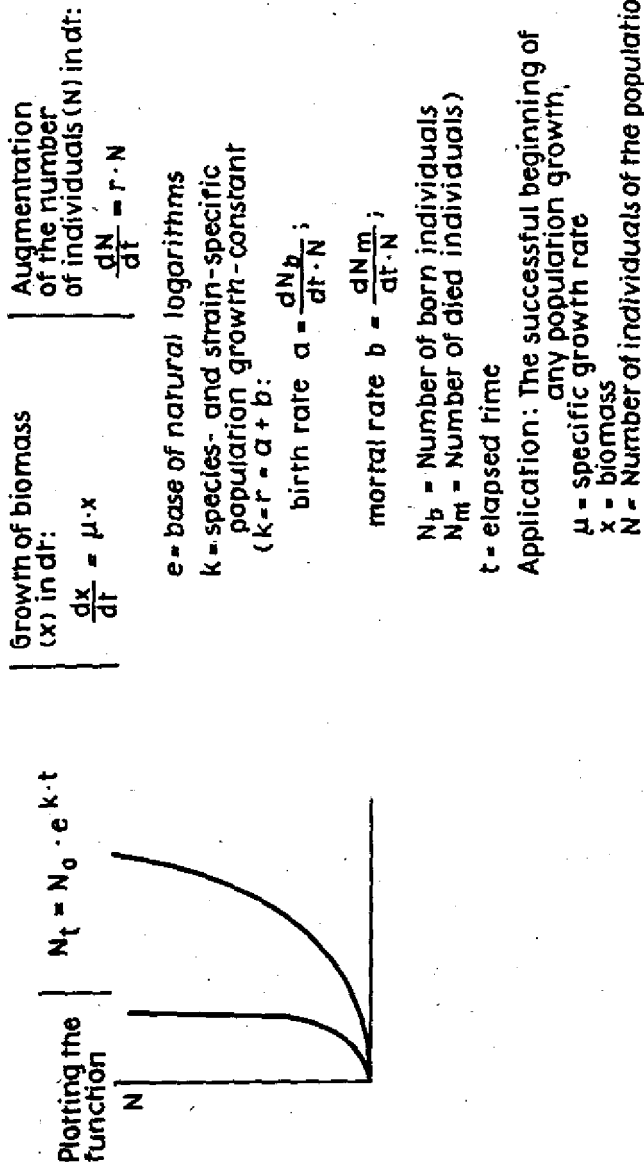 Plotting the
function
N_t = N_o · e^k·t
N
Growth of biomass
(x) in dt:
dx/dt = μ·x
Augmentation
of the number
of individuals (N) in dt:
dN/dt = r·N
e = base of natural logarithms
k = species- and strain-specific
population growth-constant
(k=r = a + b:
birth rate a = dN_b/dt·N ;
mortal rate b = dN_m/dt·N ;
N_b = Number of born individuals
N_m = Number of died individuals)
t = elapsed time
Application: The successful beginning of
any population growth,
μ = specific growth rate
x = biomass
N = Number of individuals of the populatio